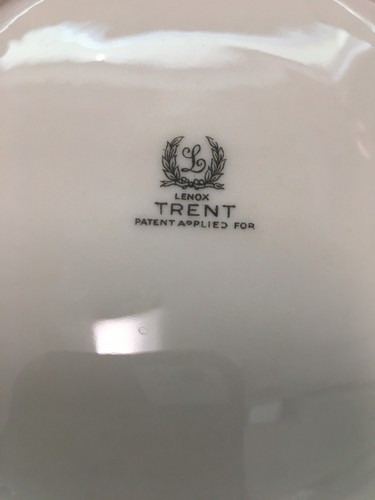 L
LENOX
TRENT
PATENT APPLIED FOR